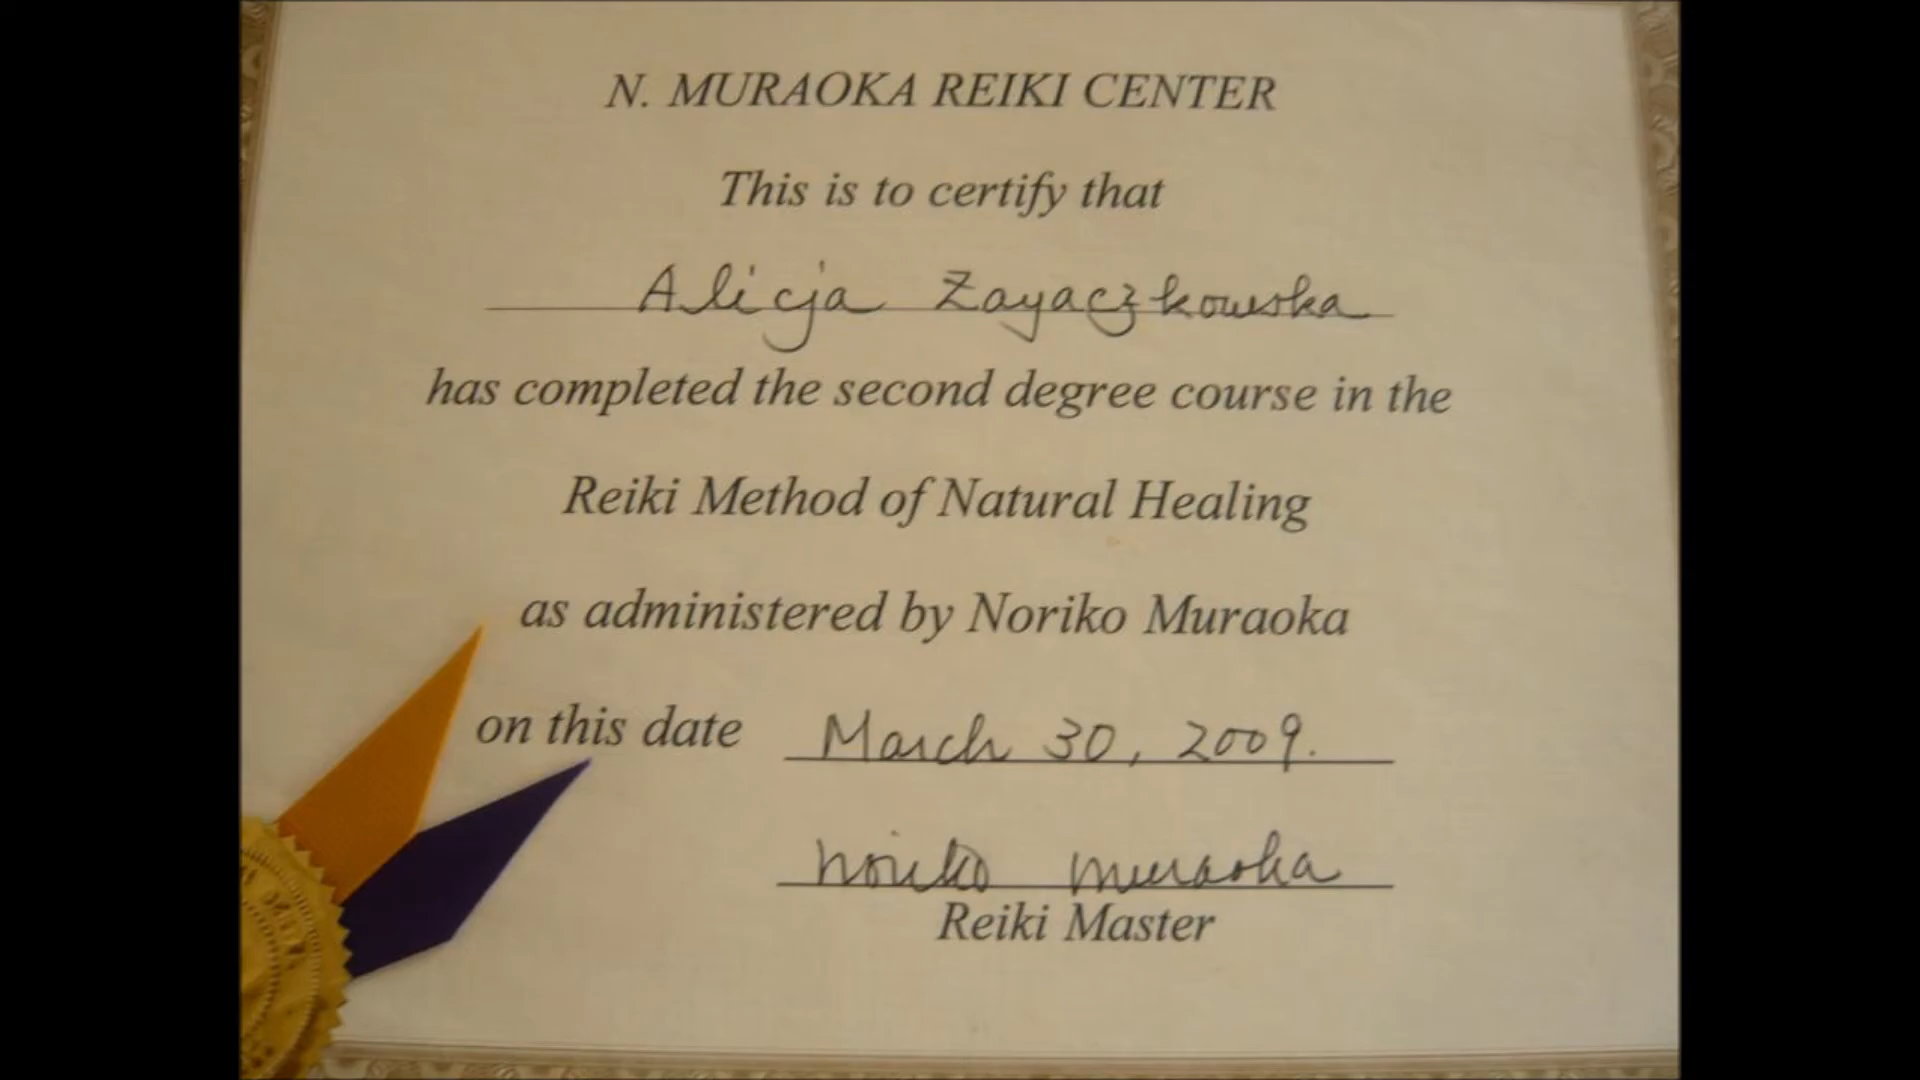 N. MURAOKA REIKI CENTER
This is to certify that
Alicja Zayaczkowska
has completed the second degree course in the
Reiki Method of Natural Healing
as administered by Noriko Muraoka
on this date March 30, 2009.
Noriko Muraoka
Reiki Master